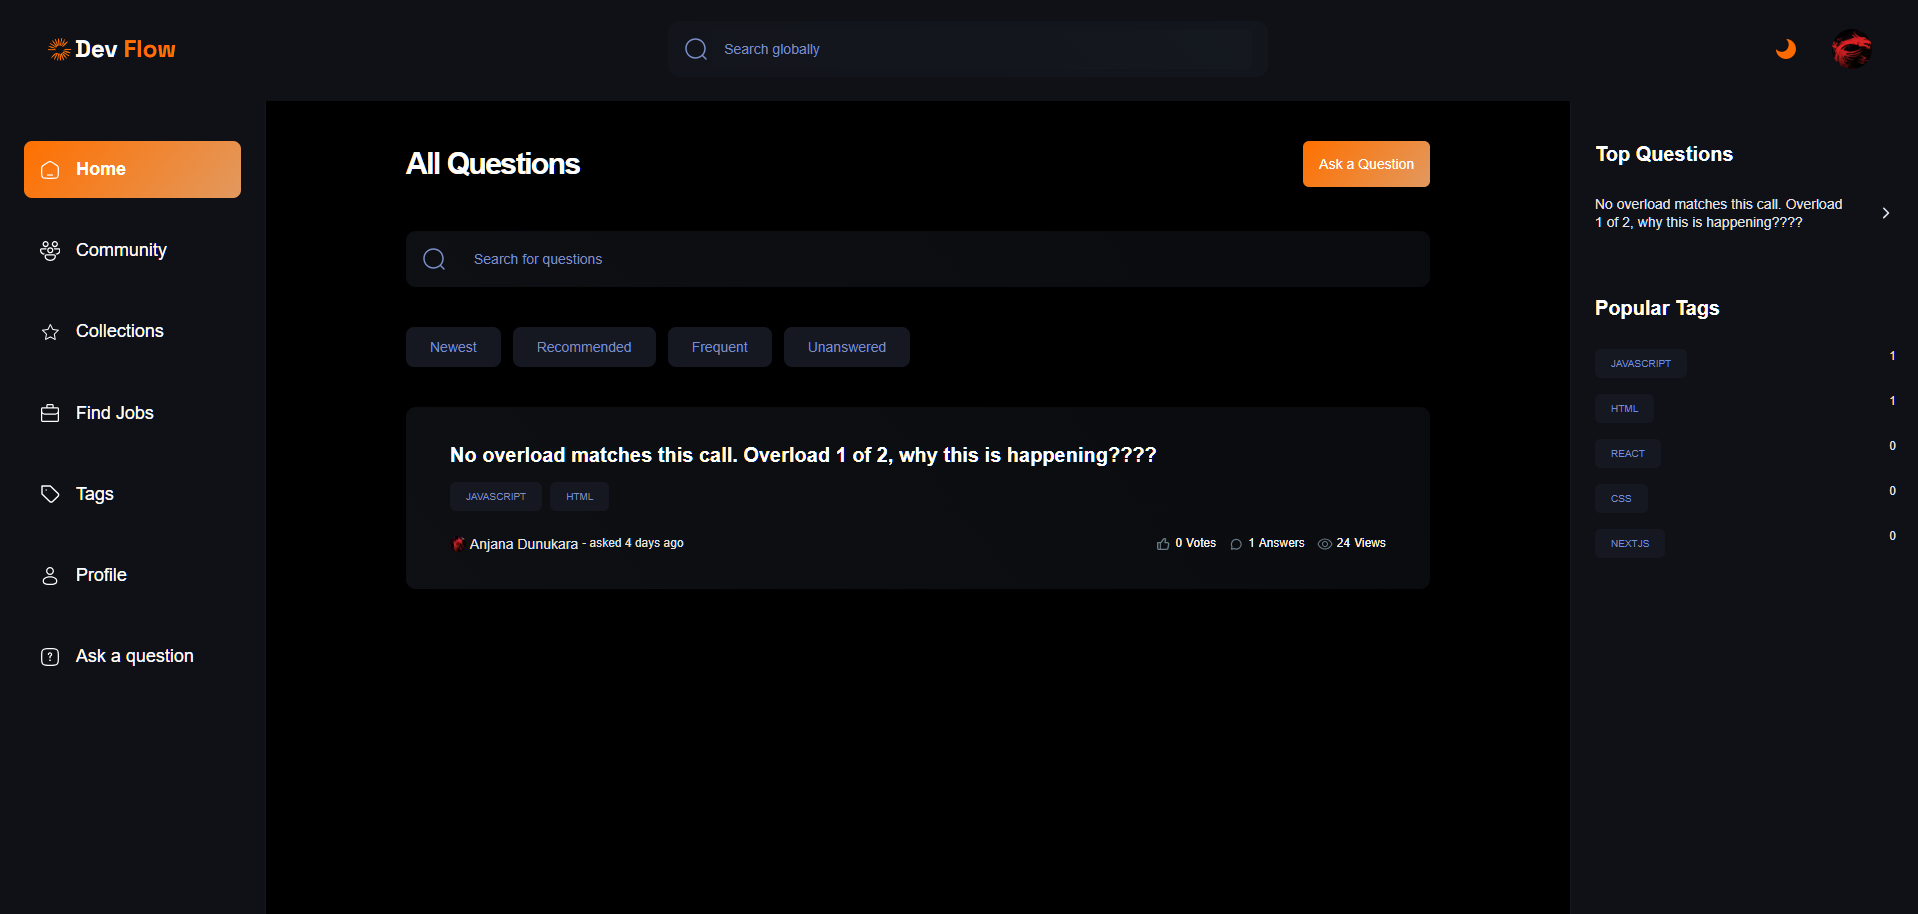 Dev Flow
Search globally
Home
Community
Collections
Find Jobs
Tags
Profile
Ask a question
All Questions
Ask a Question
Search for questions
Newest
Recommended
Frequent
Unanswered
No overload matches this call. Overload 1 of 2, why this is happening????
JAVASCRIPT
HTML
Anjana Dunukara - asked 4 days ago
0 Votes
1 Answers
24 Views
Top Questions
No overload matches this call. Overload
1 of 2, why this is happening????
Popular Tags
JAVASCRIPT 1
HTML 1
REACT 0
CSS 0
NEXTJS 0